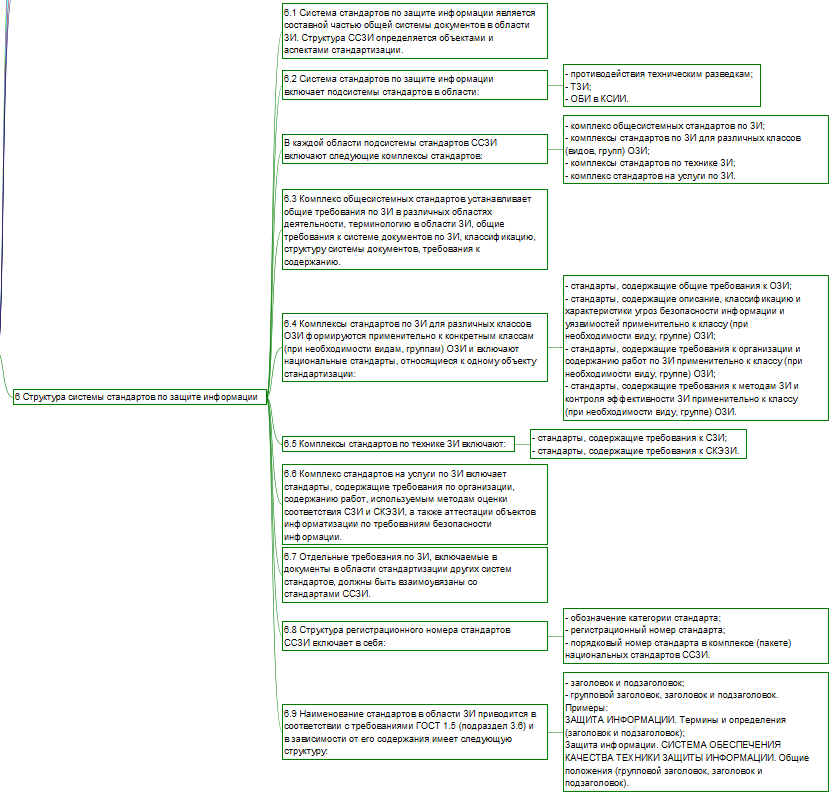 6.1 Система стандартов по защите информации является
составной частью общей системы документов в области
ЗИ. Структура ССЗИ определяется объектами и
аспектами стандартизации.
6.2 Система стандартов по защите информации
включает подсистемы стандартов в области:
- противодействия техническим разведкам;
- ТЗИ;
- ОБИ в КСИИ.
В каждой области подсистемы стандартов ССЗИ
включают следующие комплексы стандартов:
- комплекс общесистемных стандартов по ЗИ;
- комплексы стандартов по ЗИ для различных классов
(видов, групп) ОЗИ;
- комплексы стандартов по технике ЗИ;
- комплекс стандартов на услуги по ЗИ.
6.3 Комплекс общесистемных стандартов устанавливает
общие требования по ЗИ в различных областях
деятельности, терминологию в области ЗИ, общие
требования к системе документов по ЗИ, классификацию,
структуру системы документов, требования к
содержанию.
6.4 Комплексы стандартов по ЗИ для различных классов
ОЗИ формируются применительно к конкретным классам
(при необходимости видам, группам) ОЗИ и включают
национальные стандарты, относящиеся к одному объекту
стандартизации:
- стандарты, содержащие общие требования к ОЗИ;
- стандарты, содержащие описание, классификацию и
характеристики угроз безопасности информации и
уязвимостей применительно к классу (при
необходимости виду, группе) ОЗИ;
- стандарты, содержащие требования к организации и
содержанию работ по ЗИ применительно к классу (при
необходимости виду, группе) ОЗИ;
- стандарты, содержащие требования к методам ЗИ и
контроля эффективности ЗИ применительно к классу
(при необходимости виду, группе) ОЗИ.
6 Структура системы стандартов по защите информации
6.5 Комплексы стандартов по технике ЗИ включают:
- стандарты, содержащие требования к СЗИ;
- стандарты, содержащие требования к СКЭЗИ.
6.6 Комплекс стандартов на услуги по ЗИ включает
стандарты, содержащие требования по организации,
содержанию работ, используемым методам оценки
соответствия СЗИ и СКЭЗИ, а также аттестации объектов
информатизации по требованиям безопасности
информации.
6.7 Отдельные требования по ЗИ, включаемые в
документы в области стандартизации других систем
стандартов, должны быть взаимоувязаны со
стандартами ССЗИ.
6.8 Структура регистрационного номера стандартов
ССЗИ включает в себя:
- обозначение категории стандарта;
- регистрационный номер стандарта;
- порядковый номер стандарта в комплексе (пакете)
национальных стандартов ССЗИ.
6.9 Наименование стандартов в области ЗИ приводится в
соответствии с требованиями ГОСТ 1.5 (подраздел 3.6) и
в зависимости от его содержания имеет следующую
структуру:
- заголовок и подзаголовок;
- групповой заголовок, заголовок и подзаголовок.
Примеры:
ЗАЩИТА ИНФОРМАЦИИ. Термины и определения
(заголовок и подзаголовок);
Защита информации. СИСТЕМА ОБЕСПЕЧЕНИЯ
КАЧЕСТВА ТЕХНИКИ ЗАЩИТЫ ИНФОРМАЦИИ. Общие
положения (групповой заголовок, заголовок и
подзаголовок).